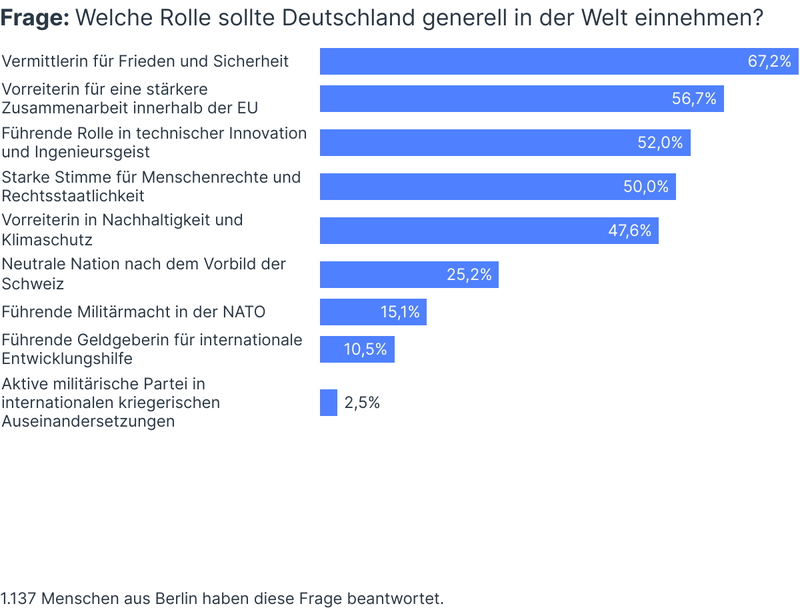 Frage: Welche Rolle sollte Deutschland generell in der Welt einnehmen?
Vermittlerin für Frieden und Sicherheit
67,2%
Vorreiterin für eine stärkere
Zusammenarbeit innerhalb der EU
56,7%
Führende Rolle in technischer Innovation
und Ingenieursgeist
52,0%
Starke Stimme für Menschenrechte und
Rechtsstaatlichkeit
50,0%
Vorreiterin in Nachhaltigkeit und
Klimaschutz
47,6%
Neutrale Nation nach dem Vorbild der
Schweiz
25,2%
Führende Militärmacht in der NATO
15,1%
Führende Geldgeberin für internationale
Entwicklungshilfe
10,5%
Aktive militärische Partei in
internationalen kriegerischen
Auseinandersetzungen
2,5%
1.137 Menschen aus Berlin haben diese Frage beantwortet.